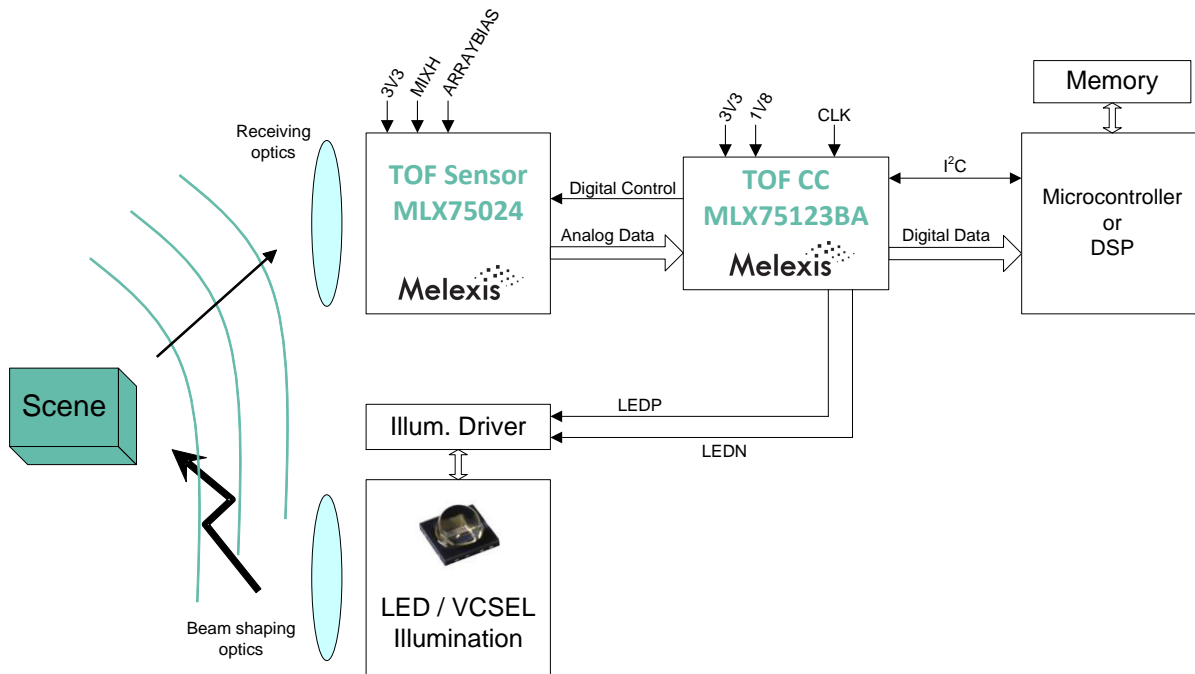 3V3
MIXH
ARRAYBIAS
Receiving
optics
TOF Sensor
MLX75024
Melexis
Digital Control
Analog Data
3V3
1V8
CLK
TOF CC
MLX75123BA
Melexis
I²C
Digital Data
Memory
Microcontroller
or
DSP
Scene
LEDP
LEDN
Illum. Driver
LED / VCSEL
Illumination
Beam shaping
optics